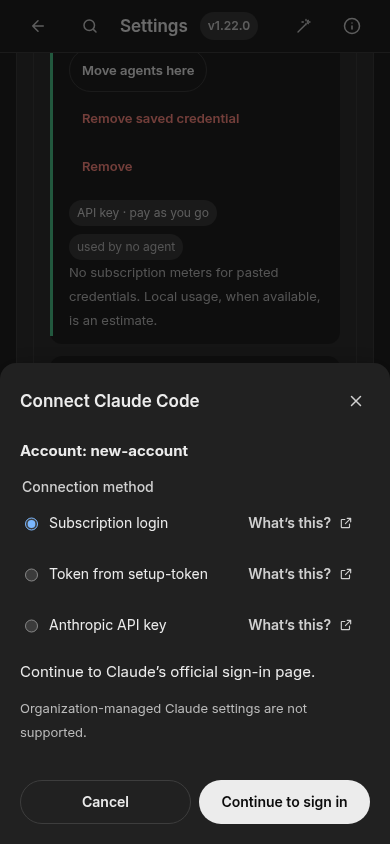 Settings v1.22.0
Move agents here
Remove saved credential
Remove
API key · pay as you go
used by no agent
No subscription meters for pasted
credentials. Local usage, when available,
is an estimate.
Connect Claude Code
Account: new-account
Connection method
Subscription login What's this?
Token from setup-token What's this?
Anthropic API key What's this?
Continue to Claude's official sign-in page.
Organization-managed Claude settings are not
supported.
Cancel Continue to sign in